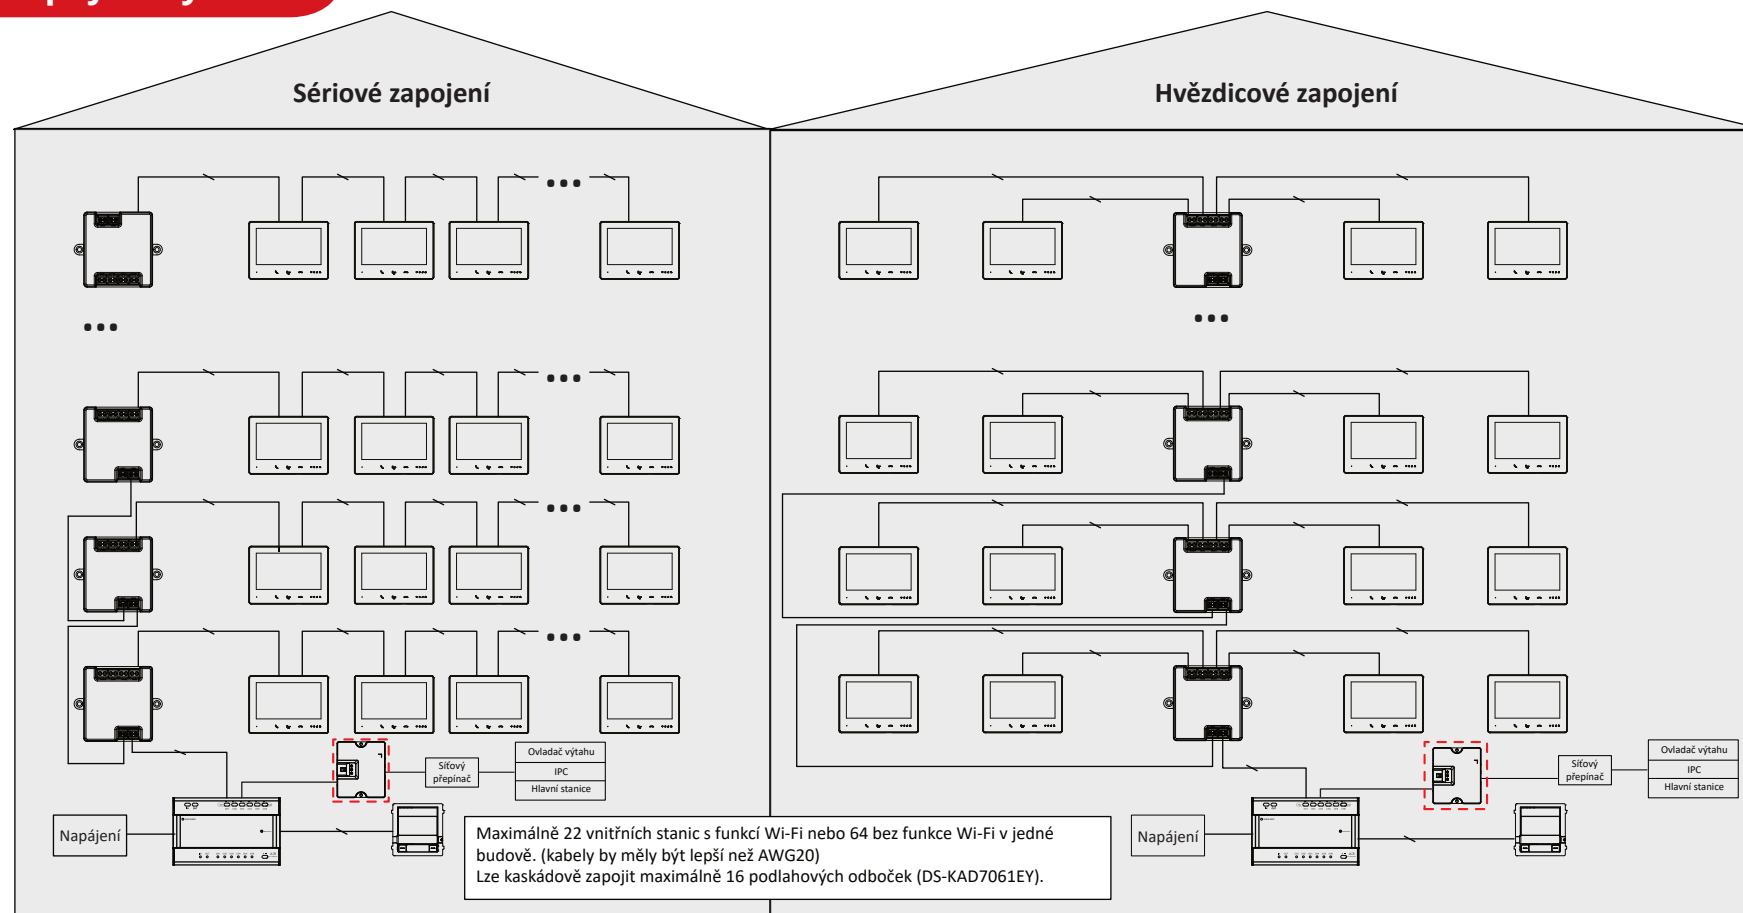 Sériové zapojení
Hvězdicové zapojení
Síťový
přepínač
Ovladač výtahu
IPC
Hlavní stanice
Napájení
Maximálně 22 vnitřních stanic s funkcí Wi-Fi nebo 64 bez funkce Wi-Fi v jedné
budově. (kabely by měly být lepší než AWG20)
Lze kaskádově zapojit maximálně 16 podlahových odboček (DS-KAD7061EY).
Síťový
přepínač
Ovladač výtahu
IPC
Hlavní stanice
Napájení